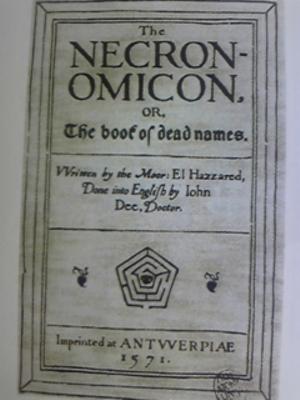 The
NECRON-
OMICON,
OR,
The book of dead names.
VVritten by the Moor: El Hazzared,
Done into Engliſh by Iohn
Dee, Doctor.
Imprinted at ANTVVERPIAE
1571.